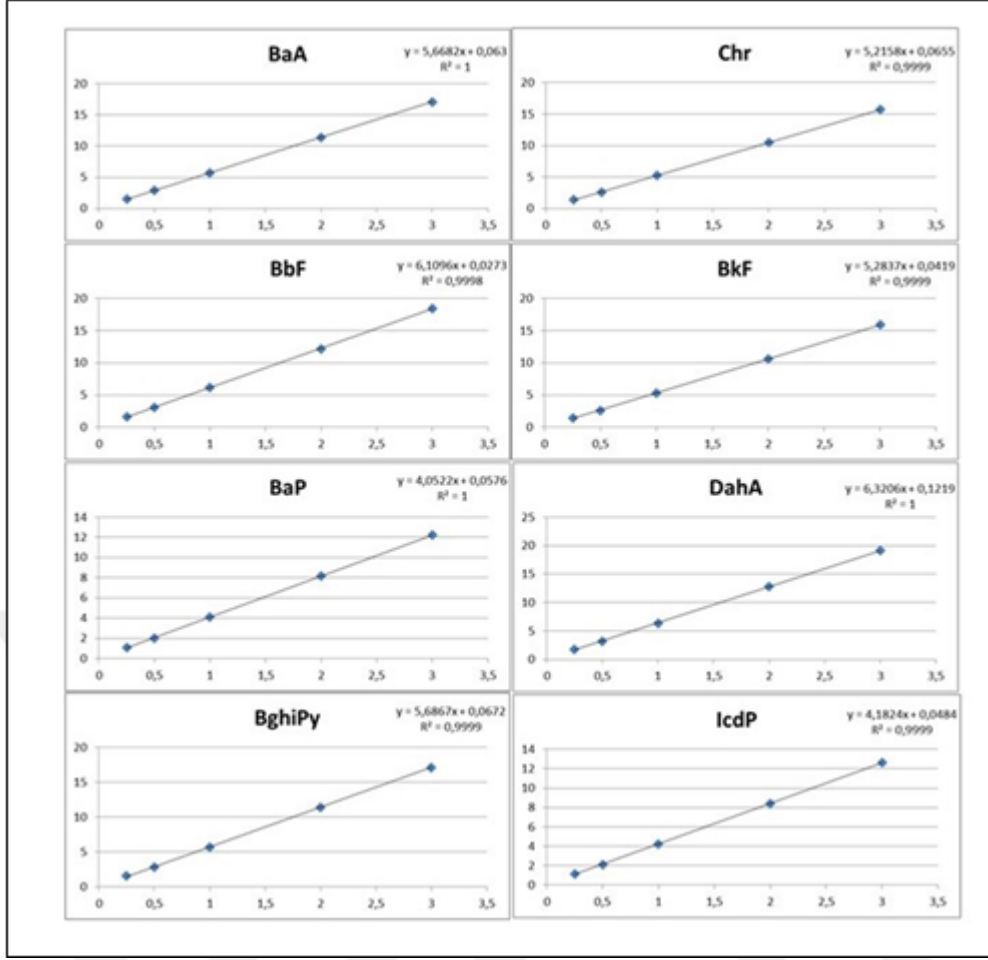 BaA
y = 5,6682x + 0,063
R² = 1
20
15
10
5
0
0 0,5 1 1,5 2 2,5 3 3,5
Chr
y = 5,2158x + 0,0655
R² = 0,9999
20
15
10
5
0
0 0,5 1 1,5 2 2,5 3 3,5
BbF
y = 6,1096x + 0,0273
R² = 0,9998
20
15
10
5
0
0 0,5 1 1,5 2 2,5 3 3,5
BkF
y = 5,2837x + 0,0419
R² = 0,9999
20
15
10
5
0
0 0,5 1 1,5 2 2,5 3 3,5
BaP
y = 4,0522x + 0,0576
R² = 1
14
12
10
8
6
4
2
0
0 0,5 1 1,5 2 2,5 3 3,5
DahA
y = 6,3206x + 0,1219
R² = 1
25
20
15
10
5
0
0 0,5 1 1,5 2 2,5 3 3,5
BghiPy
y = 5,6867x + 0,0672
R² = 0,9999
20
15
10
5
0
0 0,5 1 1,5 2 2,5 3 3,5
IcdP
y = 4,1824x + 0,0484
R² = 0,9999
14
12
10
8
6
4
2
0
0 0,5 1 1,5 2 2,5 3 3,5